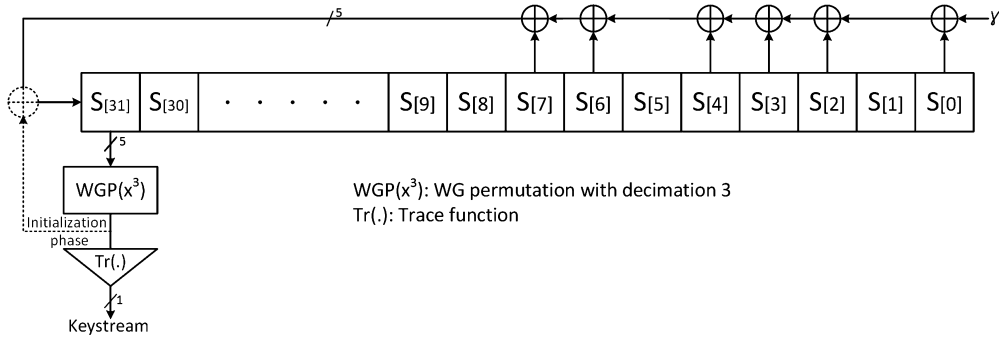 5
γ
S[31] S[30] · · · · · S[9] S[8] S[7] S[6] S[5] S[4] S[3] S[2] S[1] S[0]
5
WGP(x³)
WGP(x³): WG permutation with decimation 3
Tr(.): Trace function
Initialization
phase
Tr(.)
1
Keystream